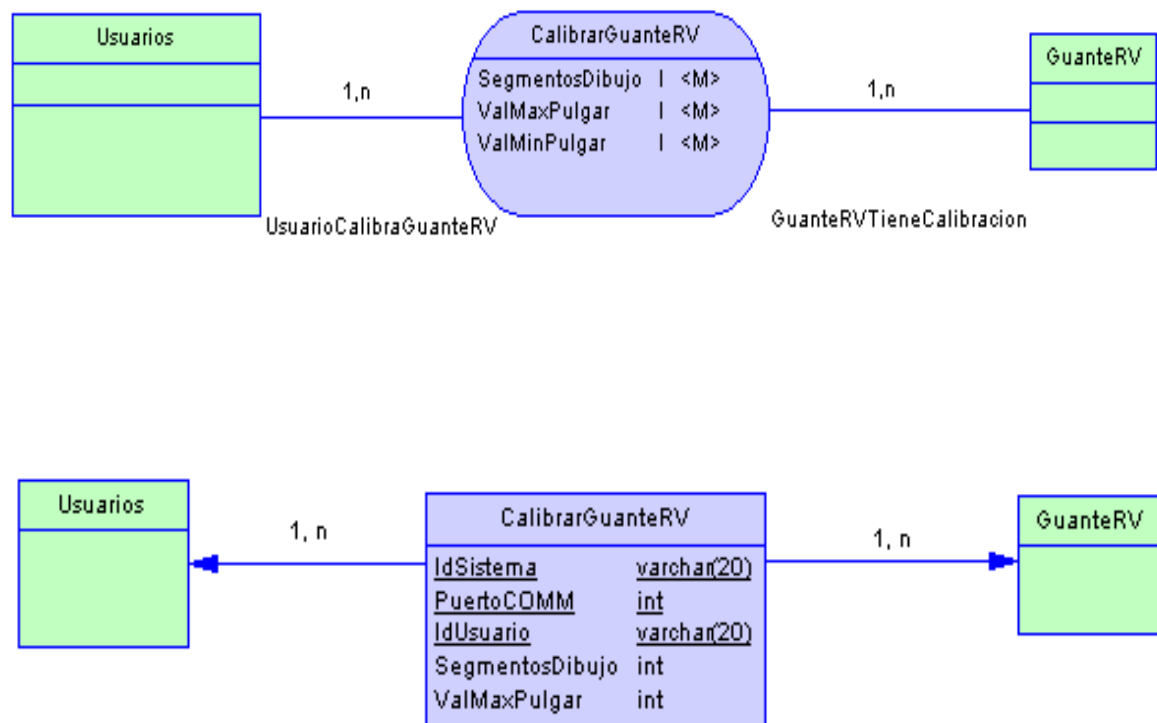 Usuarios
CalibrarGuanteRV
GuanteRV
SegmentosDibujo I <M>
ValMaxPulgar I <M>
ValMinPulgar I <M>
1,n
1,n
UsuarioCalibraGuanteRV
GuanteRVTieneCalibracion
Usuarios
CalibrarGuanteRV
GuanteRV
1, n
1, n
IdSistema varchar(20)
PuertoCOMM int
IdUsuario varchar(20)
SegmentosDibujo int
ValMaxPulgar int